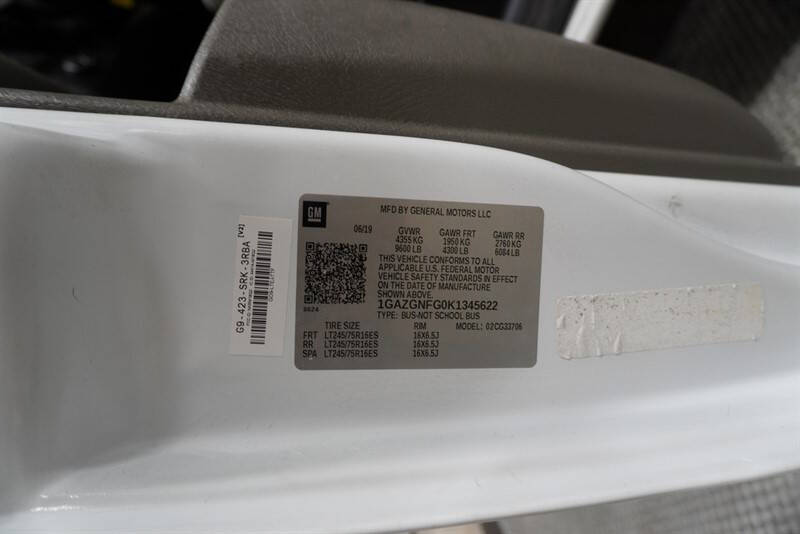 GM
MFD BY GENERAL MOTORS LLC
06/19
GVWR
4355 KG
9600 LB
GAWR FRT
1950 KG
4300 LB
GAWR RR
2760 KG
6084 LB
THIS VEHICLE CONFORMS TO ALL
APPLICABLE U.S. FEDERAL MOTOR
VEHICLE SAFETY STANDARDS IN EFFECT
ON THE DATE OF MANUFACTURE
SHOWN ABOVE.
1GAZGNFG0K1345622
TYPE: BUS-NOT SCHOOL BUS
MODEL: 02CG33706
TIRE SIZE RIM
FRT LT245/75R16ES 16X6.5J
RR LT245/75R16ES 16X6.5J
SPA LT245/75R16ES 16X6.5J
G9-423-SRK-3RBA [V2]